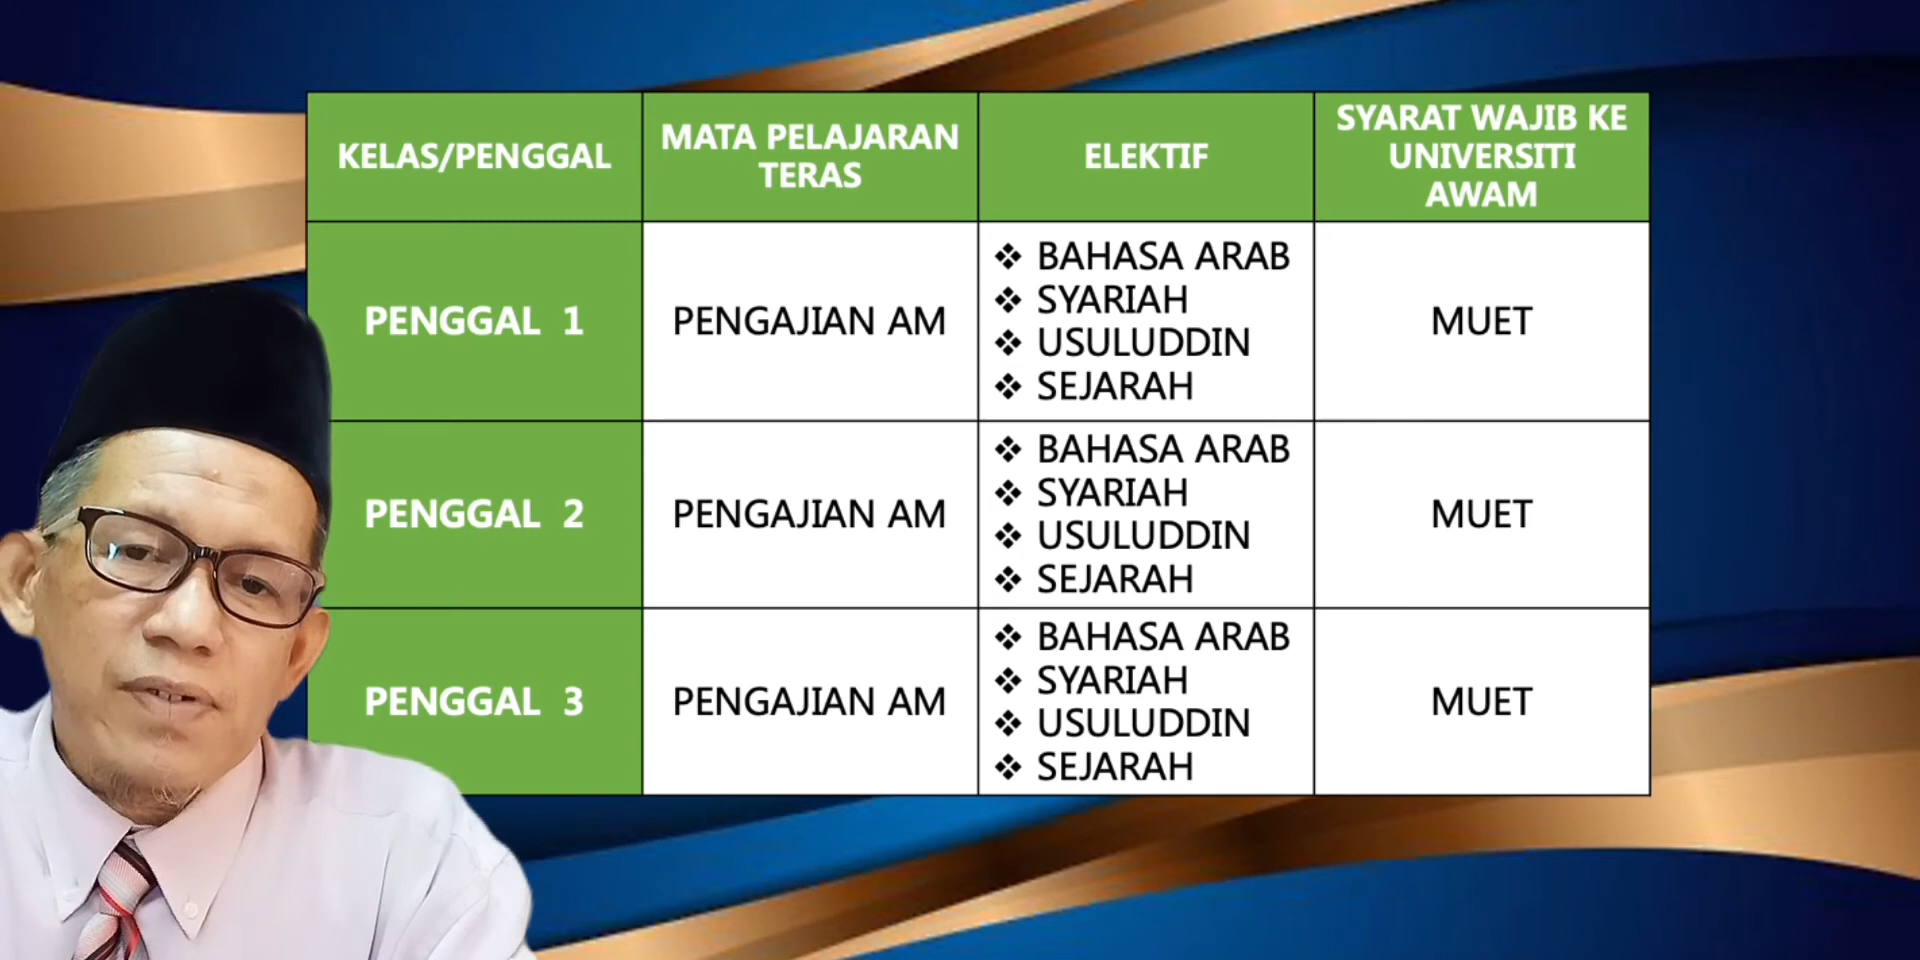 KELAS/PENGGAL
MATA PELAJARAN
TERAS
ELEKTIF
SYARAT WAJIB KE
UNIVERSITI
AWAM
PENGGAL 1
PENGAJIAN AM
❖ BAHASA ARAB
❖ SYARIAH
❖ USULUDDIN
❖ SEJARAH
MUET
PENGGAL 2
PENGAJIAN AM
❖ BAHASA ARAB
❖ SYARIAH
❖ USULUDDIN
❖ SEJARAH
MUET
PENGGAL 3
PENGAJIAN AM
❖ BAHASA ARAB
❖ SYARIAH
❖ USULUDDIN
❖ SEJARAH
MUET